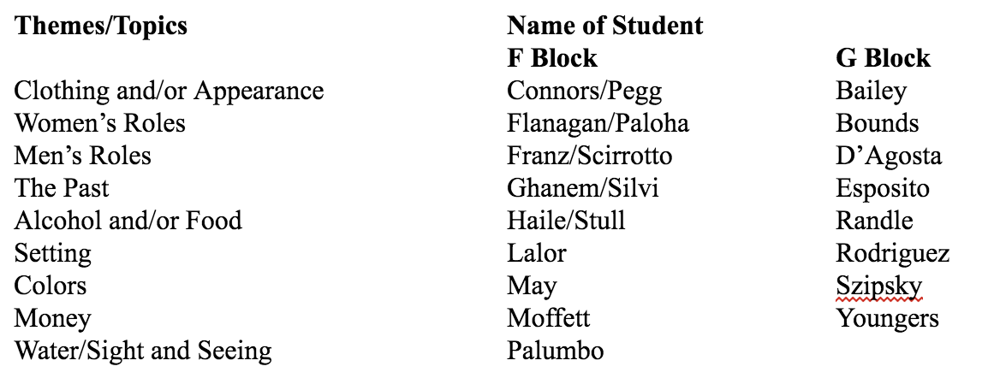 Themes/Topics Name of Student
F Block G Block
Clothing and/or Appearance Connors/Pegg Bailey
Women’s Roles Flanagan/Paloha Bounds
Men’s Roles Franz/Scirrotto D’Agosta
The Past Ghanem/Silvi Esposito
Alcohol and/or Food Haile/Stull Randle
Setting Lalor Rodriguez
Colors May Szipsky
Money Moffett Youngers
Water/Sight and Seeing Palumbo